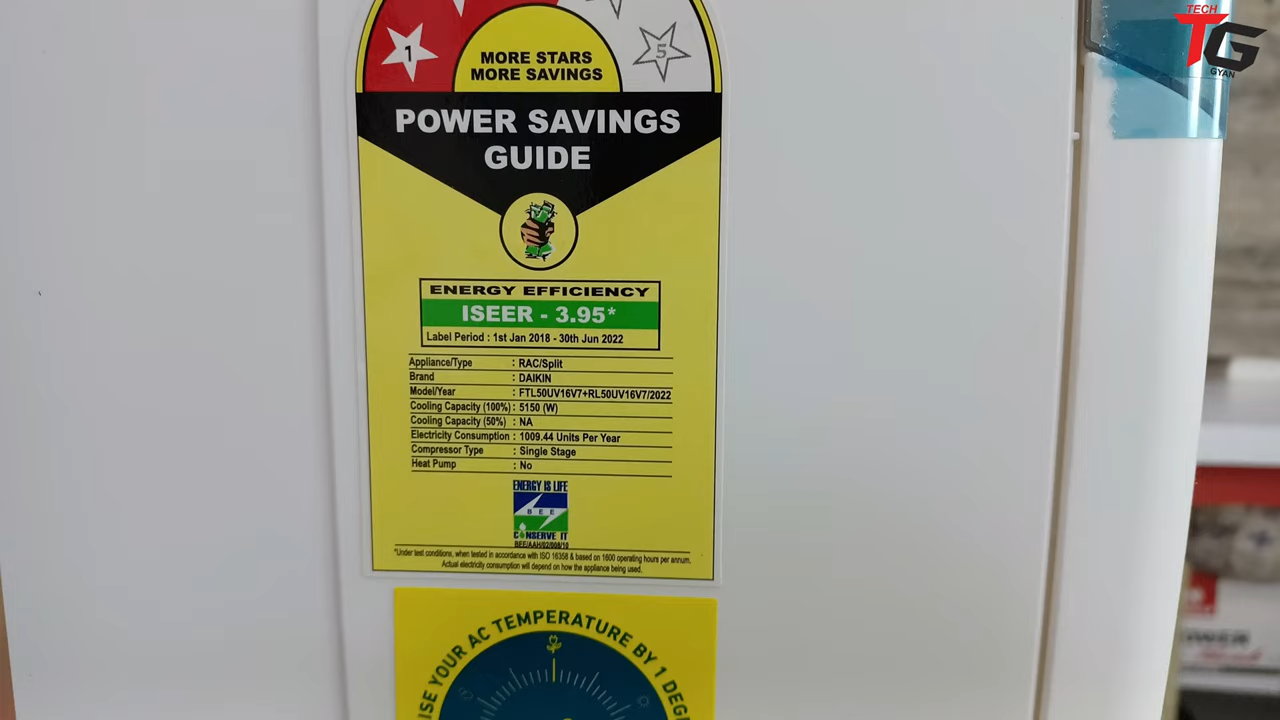 TECH
TG
GYAN
1
5
MORE STARS
MORE SAVINGS
POWER SAVINGS
GUIDE
ENERGY EFFICIENCY
ISEER - 3.95*
Label Period : 1st Jan 2018 - 30th Jun 2022
Appliance/Type : RAC/Split
Brand : DAIKIN
Model/Year : FTL50UV16V7+RL50UV16V7/2022
Cooling Capacity (100%) : 5150 (W)
Cooling Capacity (50%) : NA
Electricity Consumption : 1009.44 Units Per Year
Compressor Type : Single Stage
Heat Pump : No
ENERGY IS LIFE
BEE
CONSERVE IT
*Under test conditions, when tested in accordance with ISO 16358 & based on 1600 operating hours per annum.
Actual electricity consumption will depend on how the appliance being used.
YOUR AC TEMPERATURE BY 1